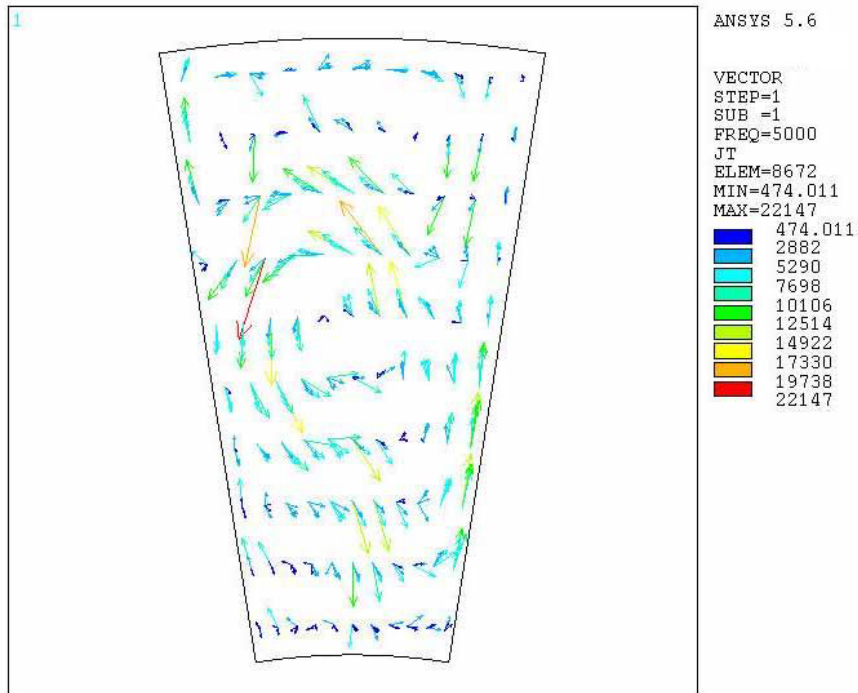 1
ANSYS 5.6
VECTOR
STEP=1
SUB =1
FREQ=5000
JT
ELEM=8672
MIN=474.011
MAX=22147
474.011
2882
5290
7698
10106
12514
14922
17330
19738
22147